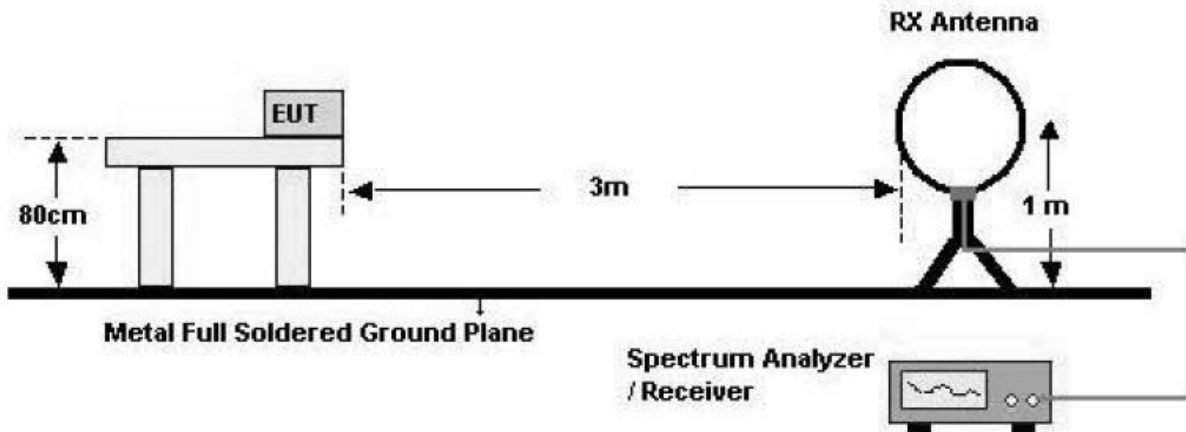 RX Antenna
EUT
3m
80cm
1 m
Metal Full Soldered Ground Plane
Spectrum Analyzer
/ Receiver